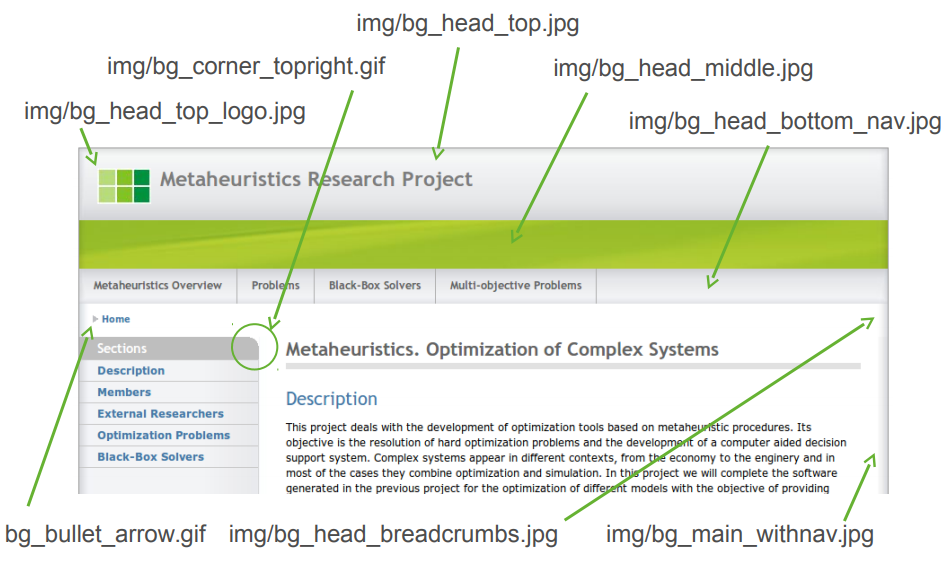 img/bg_head_top.jpg
img/bg_corner_topright.gif
img/bg_head_middle.jpg
img/bg_head_top_logo.jpg
img/bg_head_bottom_nav.jpg
Metaheuristics Research Project
Metaheuristics Overview Problems Black-Box Solvers Multi-objective Problems
Home
Sections
Description
Members
External Researchers
Optimization Problems
Black-Box Solvers
Metaheuristics. Optimization of Complex Systems
Description
This project deals with the development of optimization tools based on metaheuristic procedures. Its
objective is the resolution of hard optimization problems and the development of a computer aided decision
support system. Complex systems appear in different contexts, from the economy to the enginery and in
most of the cases they combine optimization and simulation. In this project we will complete the software
generated in the previous project for the optimization of different models with the objective of providing
bg_bullet_arrow.gif img/bg_head_breadcrumbs.jpg img/bg_main_withnav.jpg